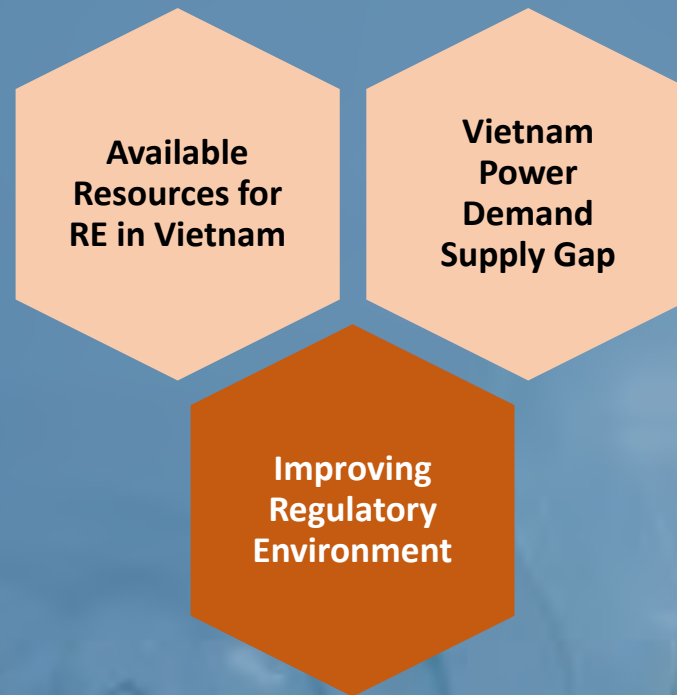 Available
Resources for
RE in Vietnam
Vietnam
Power
Demand
Supply Gap
Improving
Regulatory
Environment